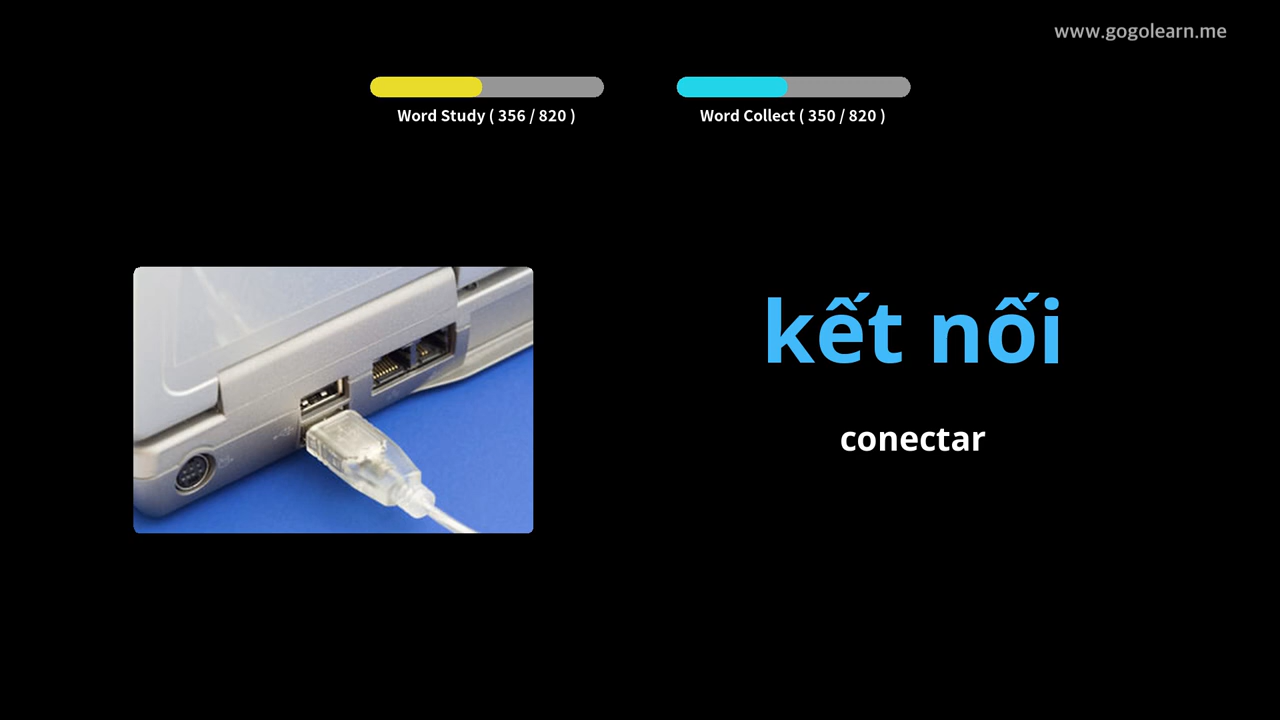 www.gogolearn.me
Word Study ( 356 / 820 )
Word Collect ( 350 / 820 )
kết nối
conectar